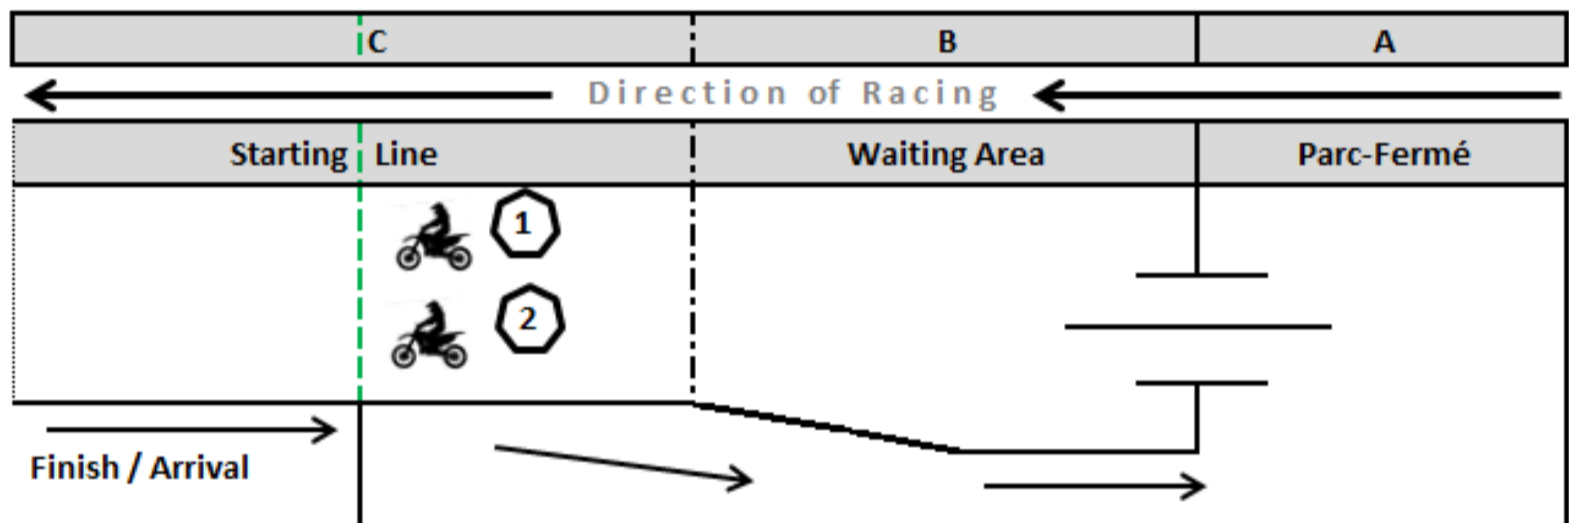 C B A
Direction of Racing
Starting Line Waiting Area Parc-Fermé
1
2
Finish / Arrival